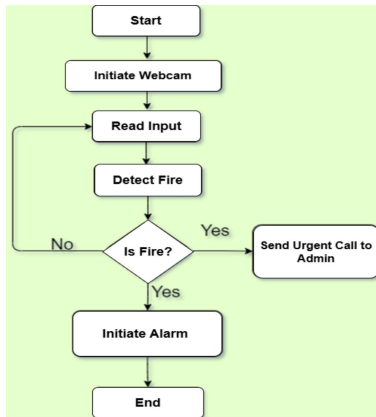 Start
Initiate Webcam
Read Input
Detect Fire
Is Fire?
No
Yes
Send Urgent Call to
Admin
Yes
Initiate Alarm
End